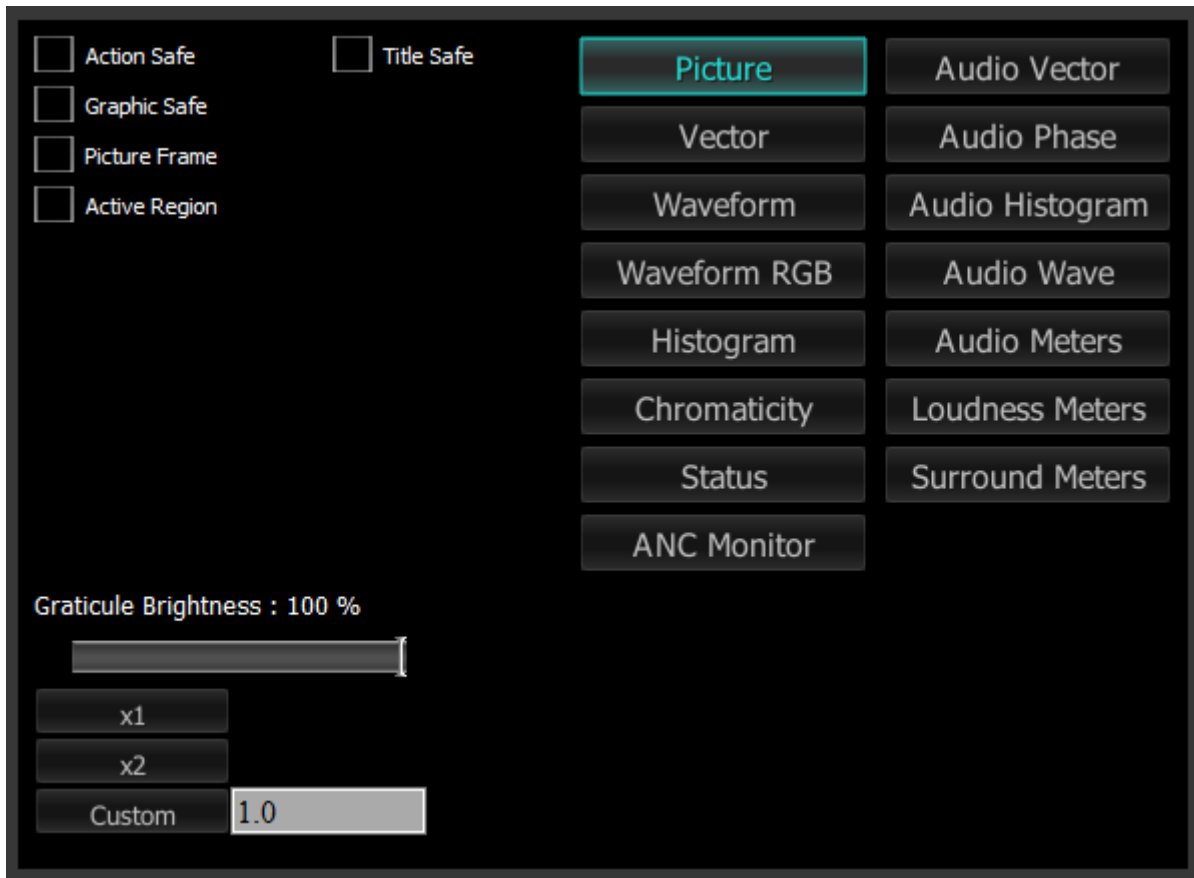 Action Safe
Title Safe
Graphic Safe
Picture Frame
Active Region
Picture
Audio Vector
Vector
Audio Phase
Waveform
Audio Histogram
Waveform RGB
Audio Wave
Histogram
Audio Meters
Chromaticity
Loudness Meters
Status
Surround Meters
ANC Monitor
Graticule Brightness : 100 %
x1
x2
Custom
1.0